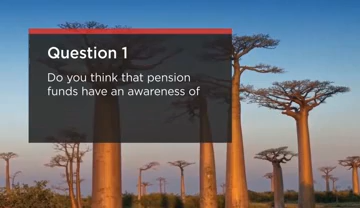 Question 1
Do you think that pension
funds have an awareness of